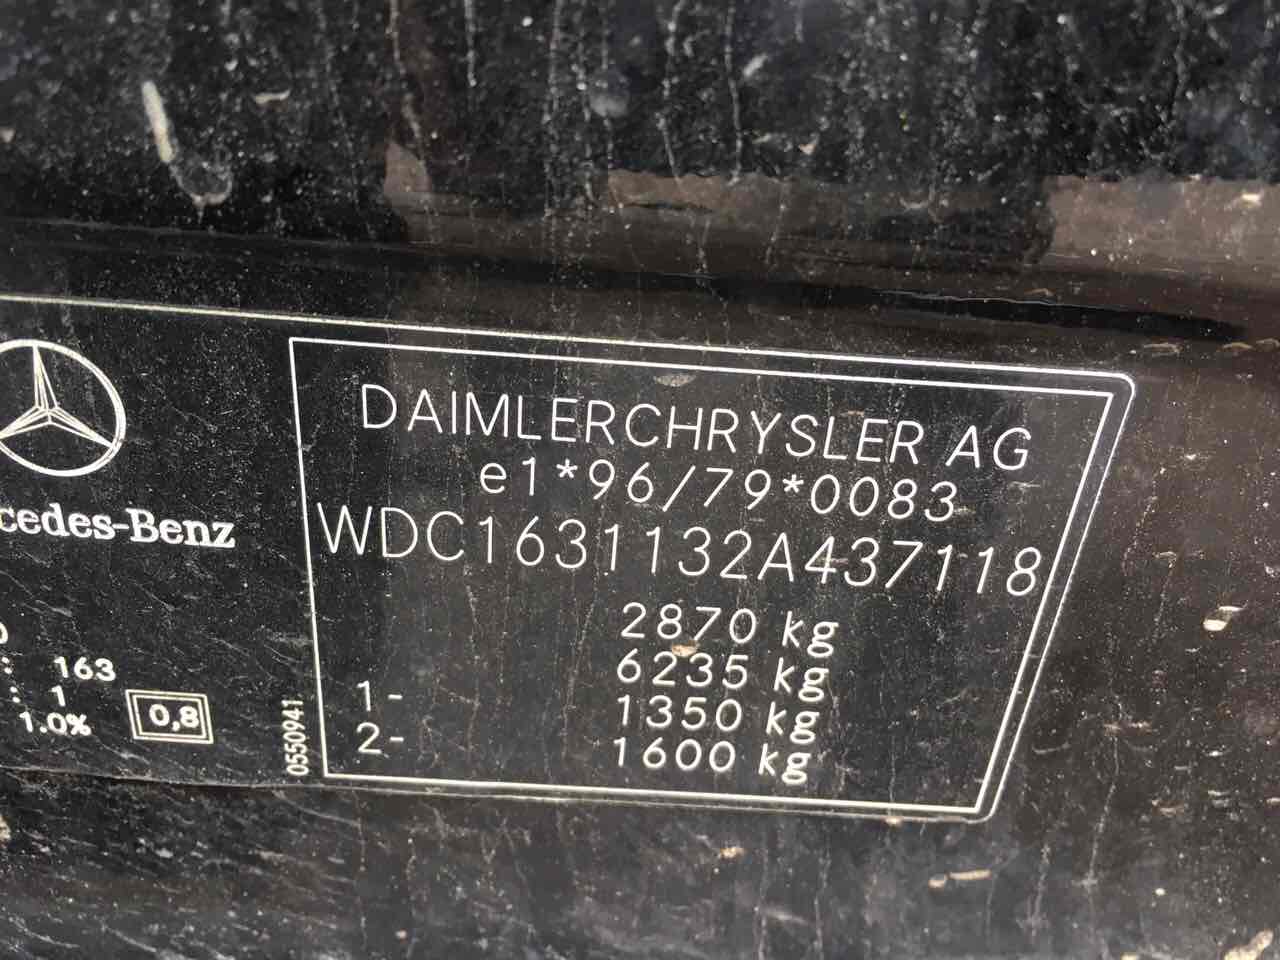 DAIMLERCHRYSLER AG
e1*96/79*0083
WDC1631132A437118
2870 kg
6235 kg
1- 1350 kg
2- 1600 kg
cedes-Benz
: 163
: 1
1.0%
0,8
0550941